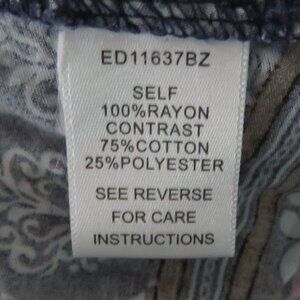 ED11637BZ
SELF
100%RAYON
CONTRAST
75%COTTON
25%POLYESTER
SEE REVERSE
FOR CARE
INSTRUCTIONS